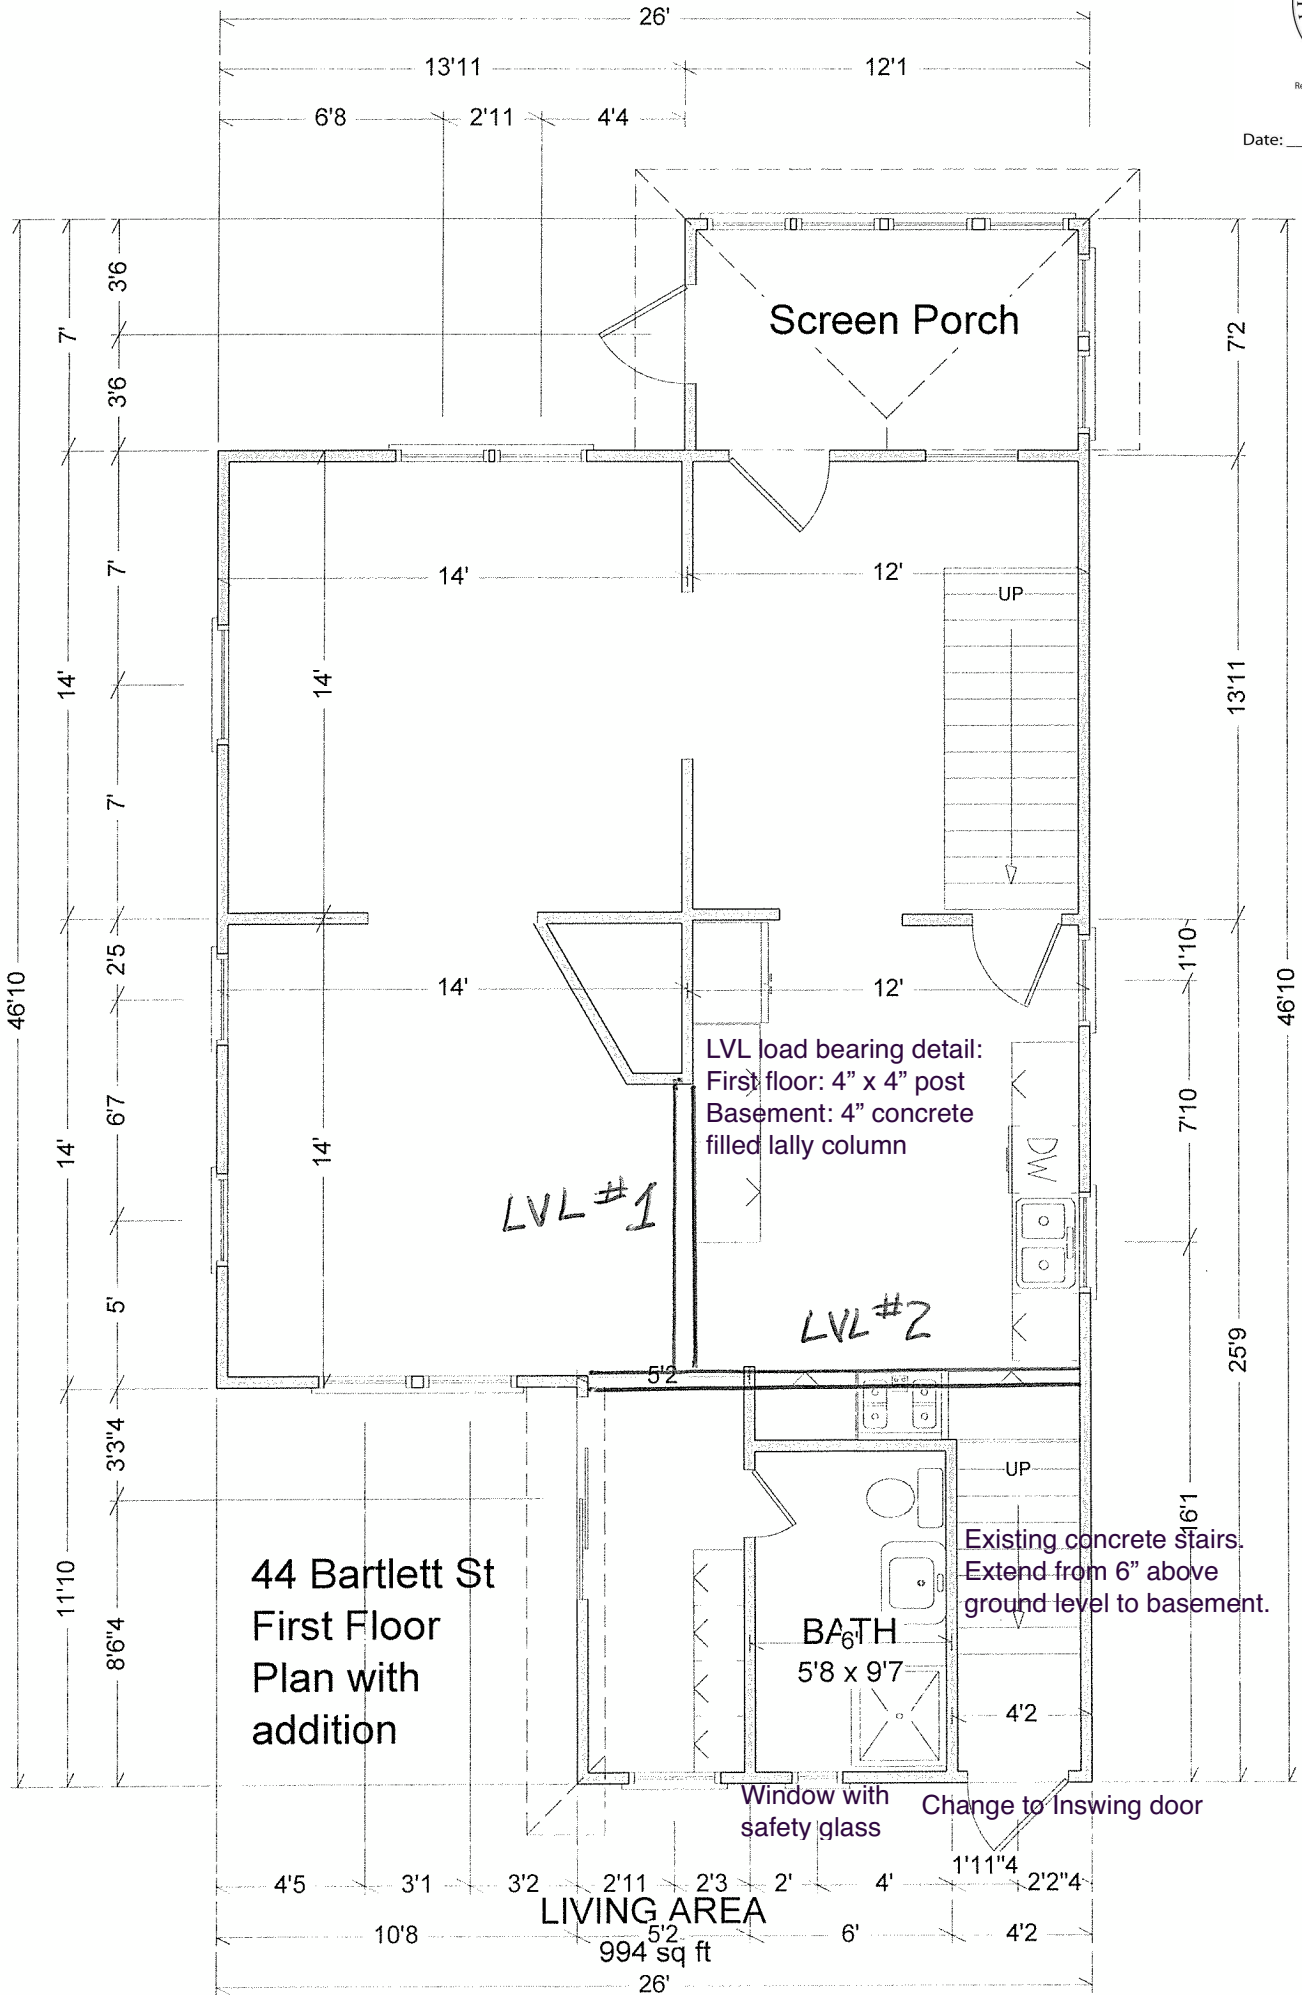 26'
13'11
12'1
6'8
2'11
4'4
Date:
7'
3'6
3'6
Screen Porch
7'2
14'
12'
UP
7'
7'
14'
14'
13'11
46'10
46'10
2'5
14'
12'
1'10
LVL load bearing detail:
First floor: 4” x 4” post
Basement: 4” concrete
filled lally column
6'7
7'10
14'
14'
DW
LVL #1
5'
LVL #2
25'9
5'2
3'3"4
UP
16'1
Existing concrete stairs.
Extend from 6” above
ground level to basement.
44 Bartlett St
First Floor
Plan with
addition
11'10
8'6"4
BATH
6'
5'8 x 9'7
4'2
Window with
safety glass
Change to Inswing door
4'5
3'1
3'2
2'11
2'3
2'
4'
1'11"4
2'2"4
LIVING AREA
994 sq ft
10'8
5'2
6'
4'2
26'